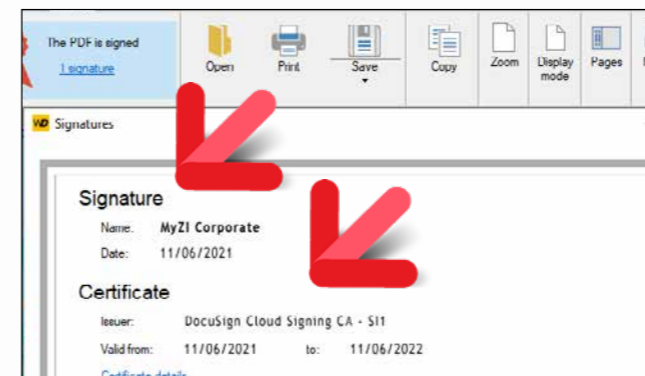 The PDF is signed
1 signature
Open
Print
Save
Copy
Zoom
Display
mode
Pages
WD Signatures
Signature
Name: MyZI Corporate
Date: 11/06/2021
Certificate
Issuer: DocuSign Cloud Signing CA - SI1
Valid from: 11/06/2021 to: 11/06/2022
Certificate details